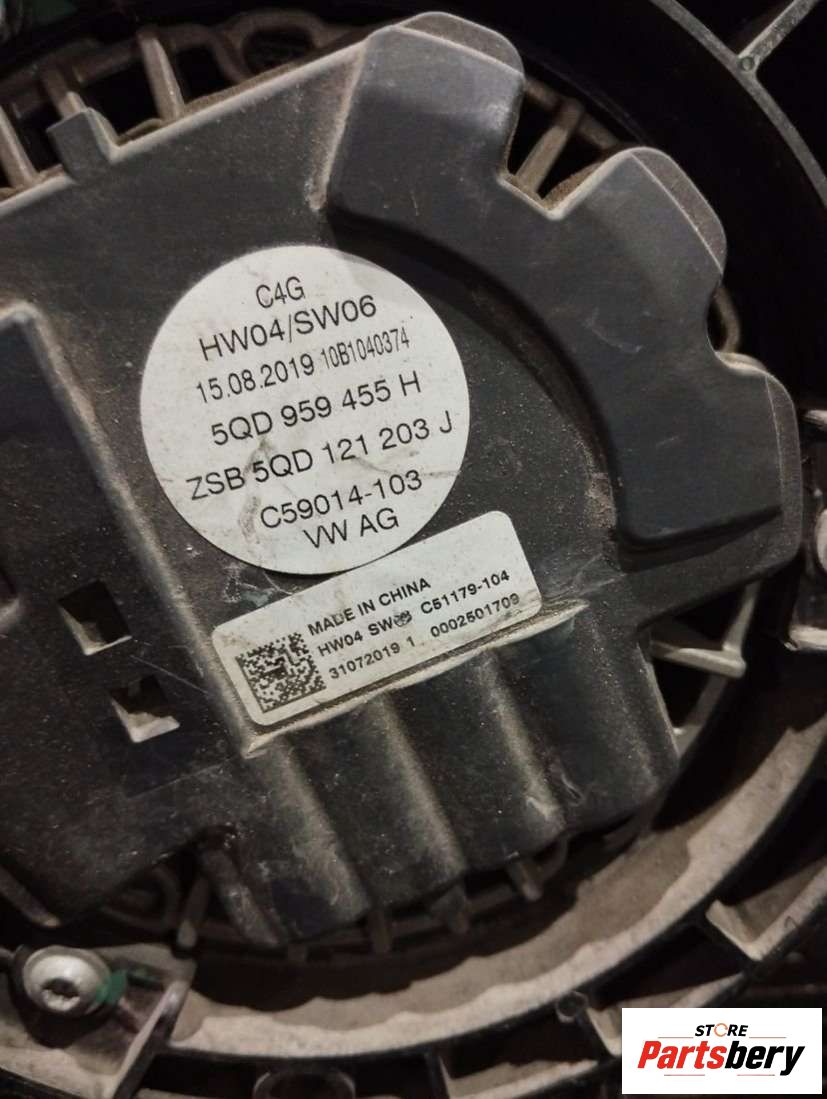 C4G
HW04/SW06
15.08.2019 10B1040374
5QD 959 455 H
ZSB 5QD 121 203 J
C59014-103
VW AG
MADE IN CHINA
HW04 C51179-104
31072019 1 0002501709
STORE
Partsbery